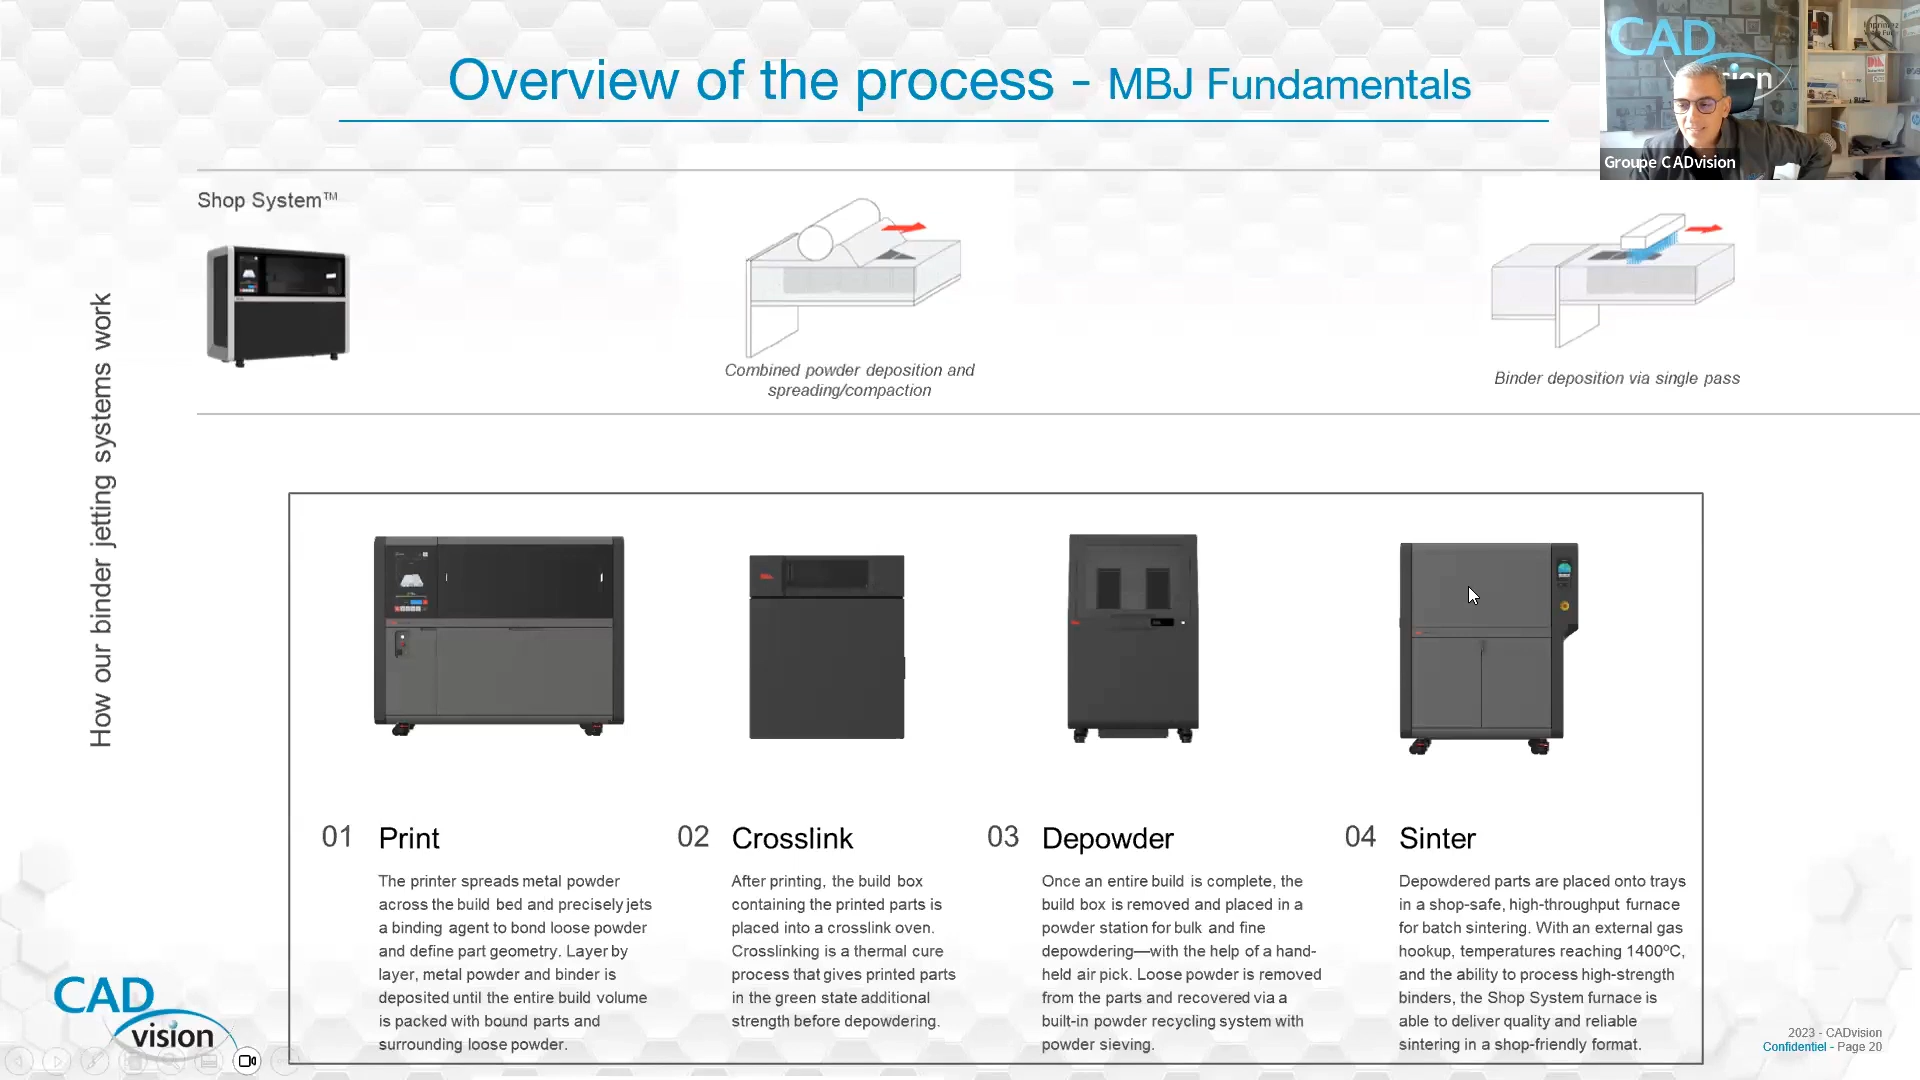 Overview of the process - MBJ Fundamentals
CAD
vision
Groupe CADvision
Shop System™
How our binder jetting systems work
Combined powder deposition and
spreading/compaction
Binder deposition via single pass
01 Print
The printer spreads metal powder
across the build bed and precisely jets
a binding agent to bond loose powder
and define part geometry. Layer by
layer, metal powder and binder is
deposited until the entire build volume
is packed with bound parts and
surrounding loose powder.
02 Crosslink
After printing, the build box
containing the printed parts is
placed into a crosslink oven.
Crosslinking is a thermal cure
process that gives printed parts
in the green state additional
strength before depowdering.
03 Depowder
Once an entire build is complete, the
build box is removed and placed in a
powder station for bulk and fine
depowdering—with the help of a hand-
held air pick. Loose powder is removed
from the parts and recovered via a
built-in powder recycling system with
powder sieving.
04 Sinter
Depowdered parts are placed onto trays
in a shop-safe, high-throughput furnace
for batch sintering. With an external gas
hookup, temperatures reaching 1400ºC,
and the ability to process high-strength
binders, the Shop System furnace is
able to deliver quality and reliable
sintering in a shop-friendly format.
CAD
vision
2023 - CADvision
Confidentiel - Page 20